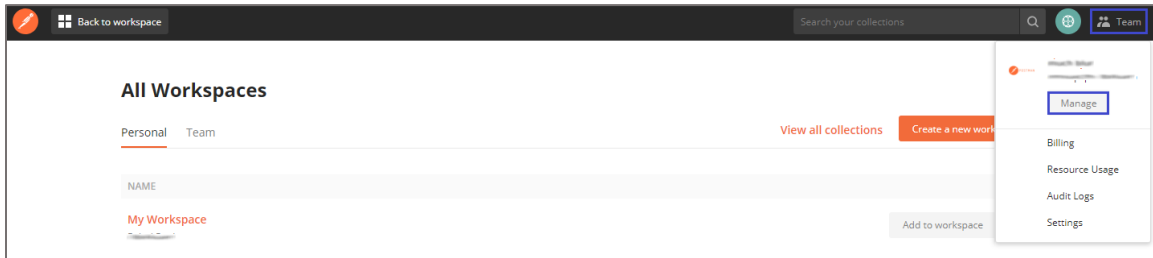 Back to workspace
Search your collections
Team
All Workspaces
Manage
Personal Team
View all collections
Create a new work
Billing
Resource Usage
NAME
Audit Logs
My Workspace
Add to workspace
Settings